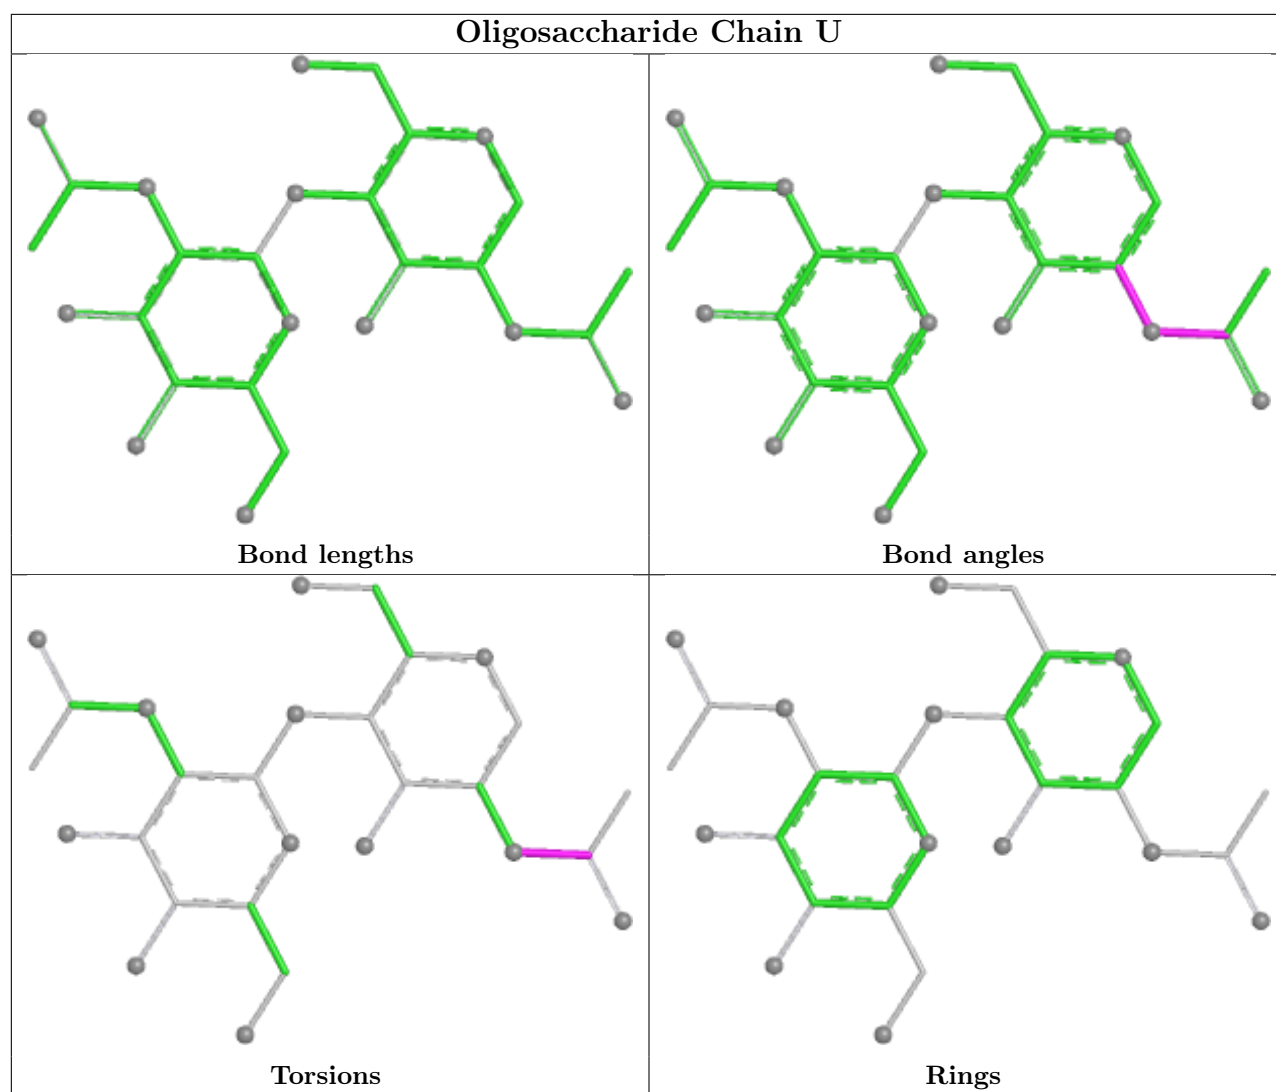 Oligosaccharide Chain U
Bond lengths
Bond angles
Torsions
Rings